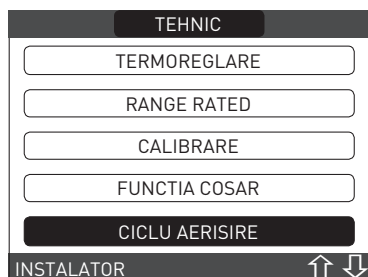 TEHNIC
TERMOREGLARE
RANGE RATED
CALIBRARE
FUNCTIA COSAR
CICLU AERISIRE
INSTALATOR